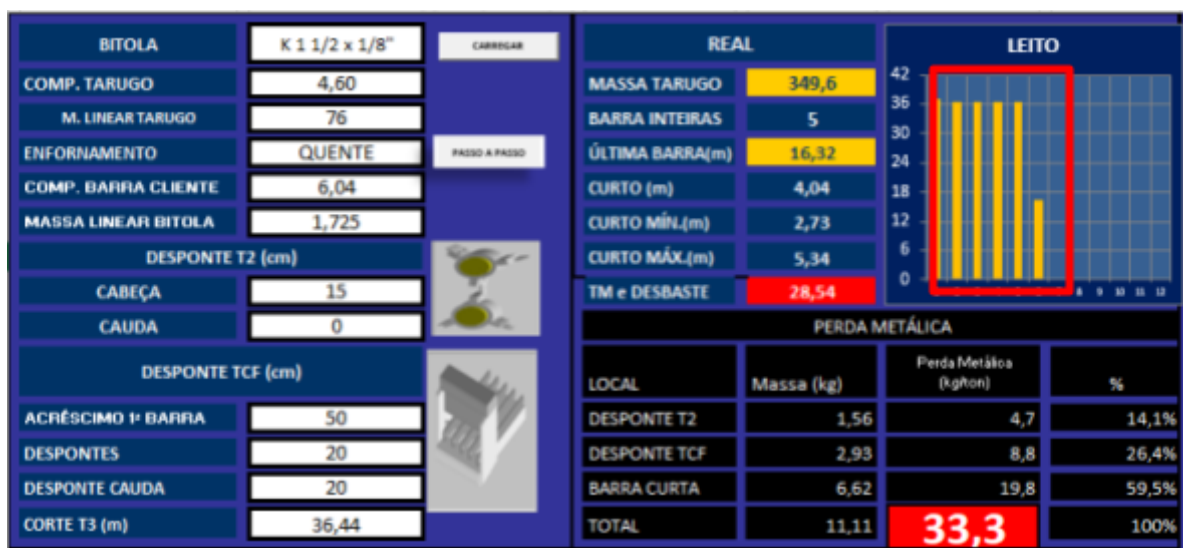 BITOLA K 1 1/2 x 1/8" CARREGAR
COMP. TARUGO 4,60
M. LINEAR TARUGO 76
ENFORNAMENTO QUENTE PASSO A PASSO
COMP. BARRA CLIENTE 6,04
MASSA LINEAR BITOLA 1,725
DESPONTE T2 (cm)
CABEÇA 15
CAUDA 0
DESPONTE TCF (cm)
ACRÉSCIMO 1ª BARRA 50
DESPONTES 20
DESPONTE CAUDA 20
CORTE T3 (m) 36,44
REAL
MASSA TARUGO 349,6
BARRA INTEIRAS 5
ÚLTIMA BARRA(m) 16,32
CURTO (m) 4,04
CURTO MÍN.(m) 2,73
CURTO MÁX.(m) 5,34
TM e DESBASTE 28,54
LEITO
42
36
30
24
18
12
6
0
8 9 10 11 12
PERDA METÁLICA
LOCAL Massa (kg) Perda Metálica (kg/ton) %
DESPONTE T2 1,56 4,7 14,1%
DESPONTE TCF 2,93 8,8 26,4%
BARRA CURTA 6,62 19,8 59,5%
TOTAL 11,11 33,3 100%